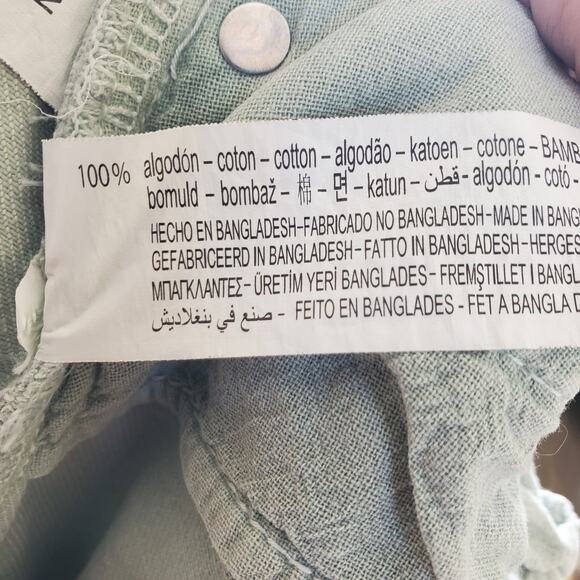 100% algodón – coton – cotton – algodão – katoen – cotone – BAMB
bomuld – bombaž – 棉 – 면 – katun – قطن – algodón – cotó –
HECHO EN BANGLADESH–FABRICADO NO BANGLADESH–MADE IN BANG
GEFABRICEERD IN BANGLADESH – FATTO IN BANGLADESH – HERGES
ΜΠΑΓΚΛΑΝΤΕΣ – ÜRETİM YERİ BANGLADES – FREMSTILLET I BANGL
صنع في بنغلاديش – FEITO EN BANGLADES – FET A BANGLA D